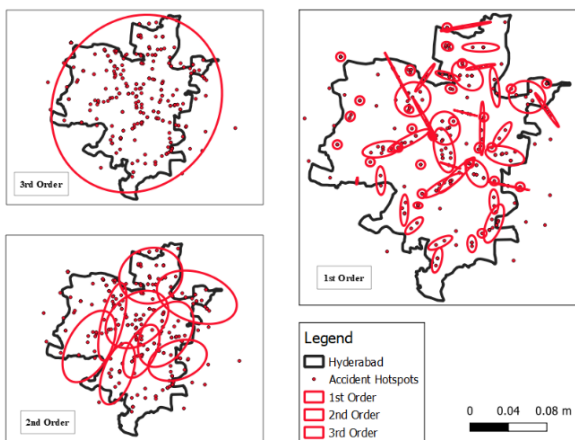 3rd Order
1st Order
2nd Order
Legend
Hyderabad
Accident Hotspots
1st Order
2nd Order
3rd Order
0 0.04 0.08 m